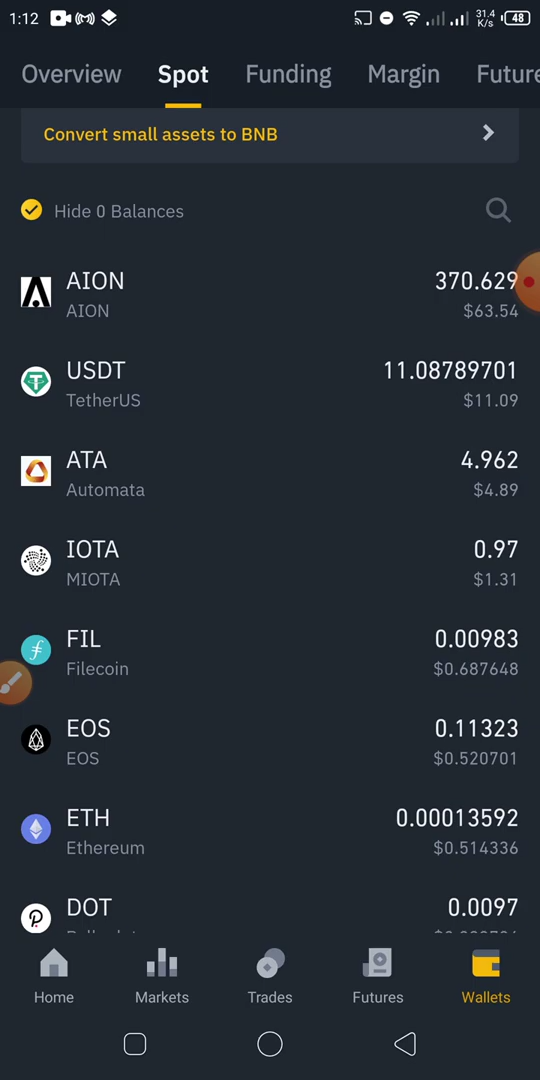 1:12 31.4 K/s 48
Overview Spot Funding Margin Future
Convert small assets to BNB
Hide 0 Balances
AION 370.629
AION $63.54
USDT 11.08789701
TetherUS $11.09
ATA 4.962
Automata $4.89
IOTA 0.97
MIOTA $1.31
FIL 0.00983
Filecoin $0.687648
EOS 0.11323
EOS $0.520701
ETH 0.00013592
Ethereum $0.514336
DOT 0.0097
Home Markets Trades Futures Wallets